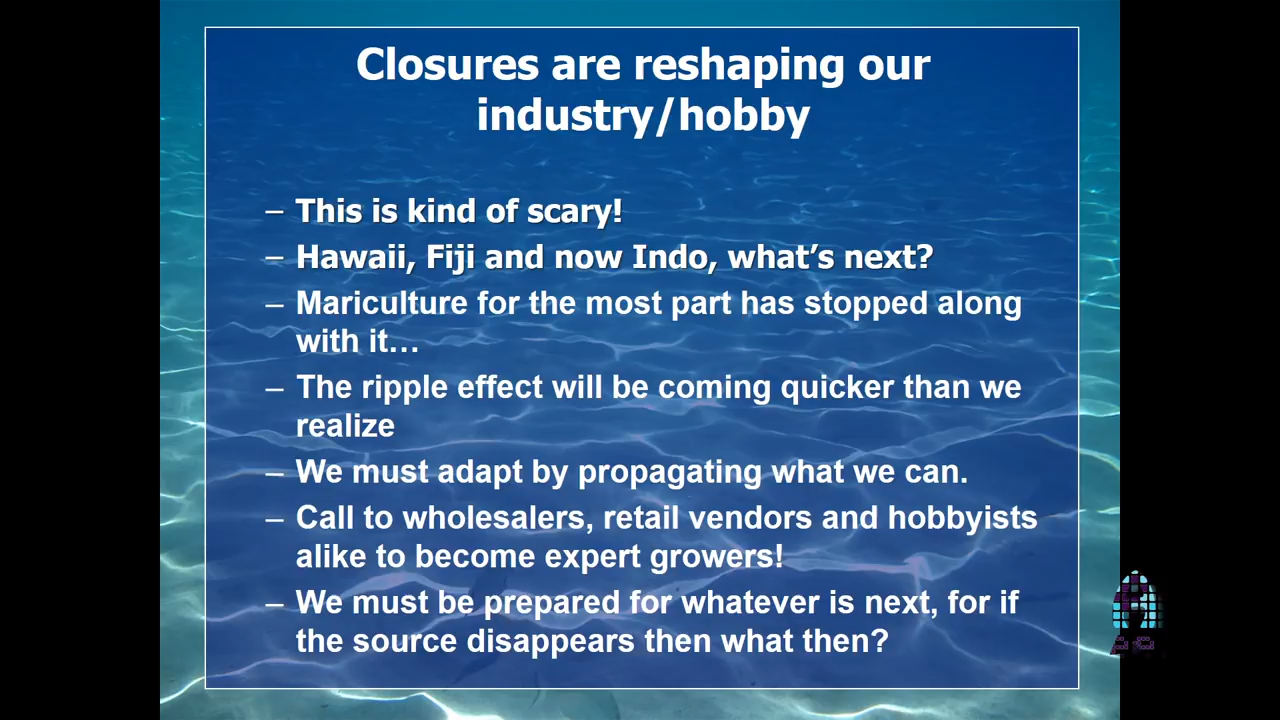 Closures are reshaping our
industry/hobby
– This is kind of scary!
– Hawaii, Fiji and now Indo, what's next?
– Mariculture for the most part has stopped along
with it…
– The ripple effect will be coming quicker than we
realize
– We must adapt by propagating what we can.
– Call to wholesalers, retail vendors and hobbyists
alike to become expert growers!
– We must be prepared for whatever is next, for if
the source disappears then what then?